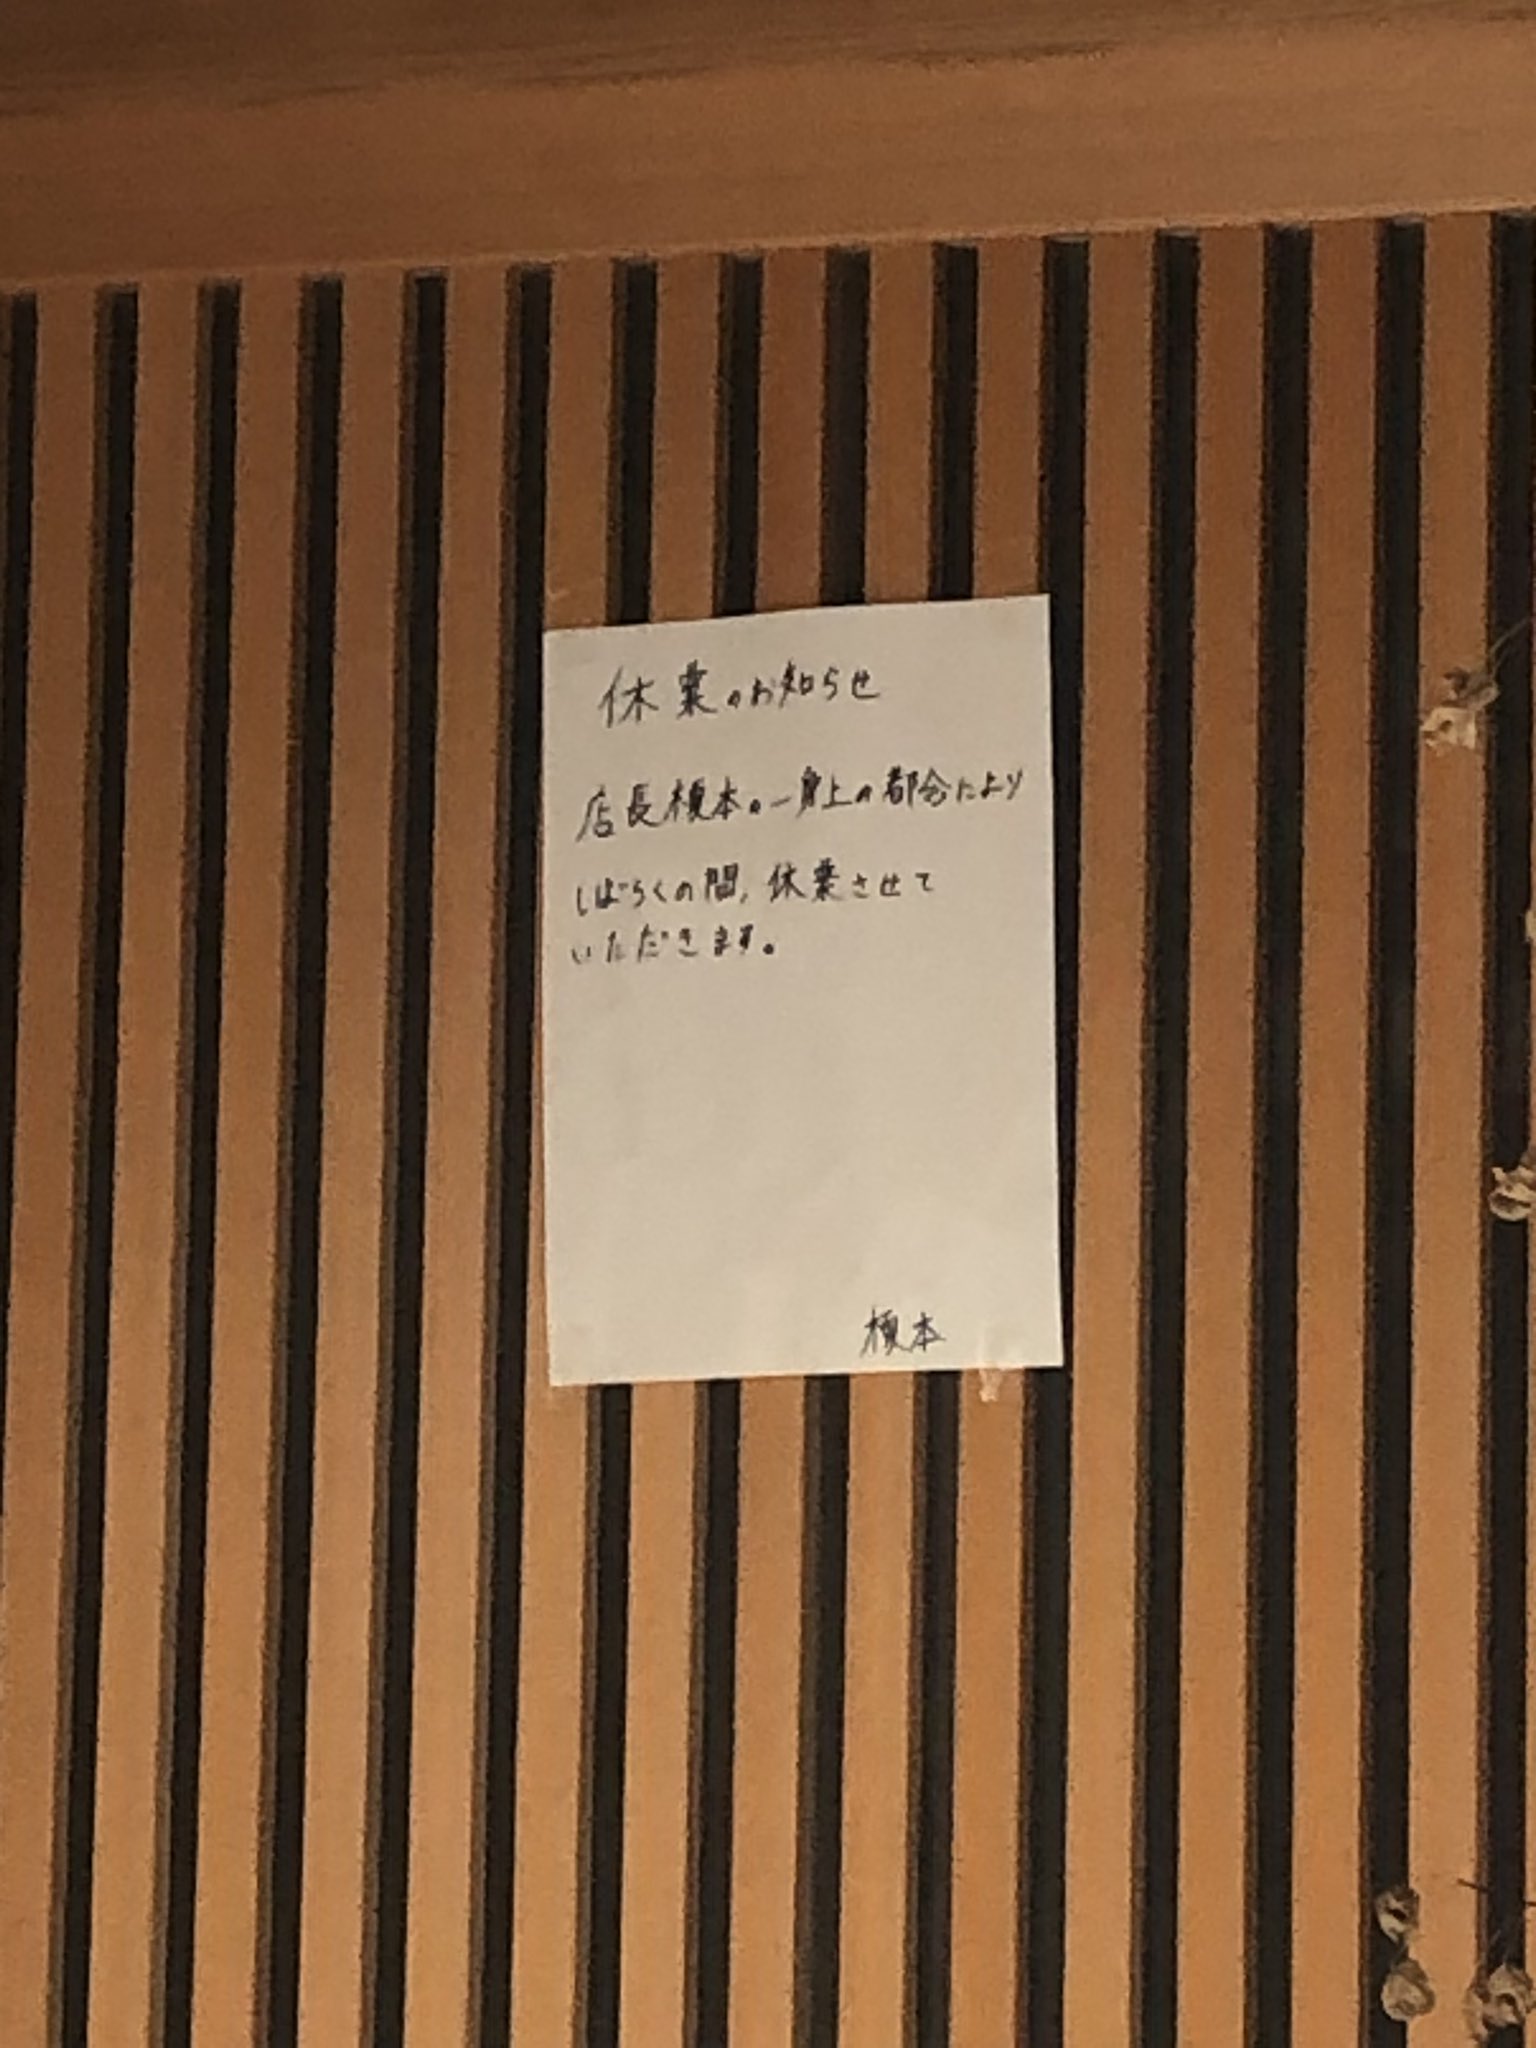 休業のお知らせ
店長榎本の一身上の都合により
しばらくの間、休業させて
いただきます。
榎本